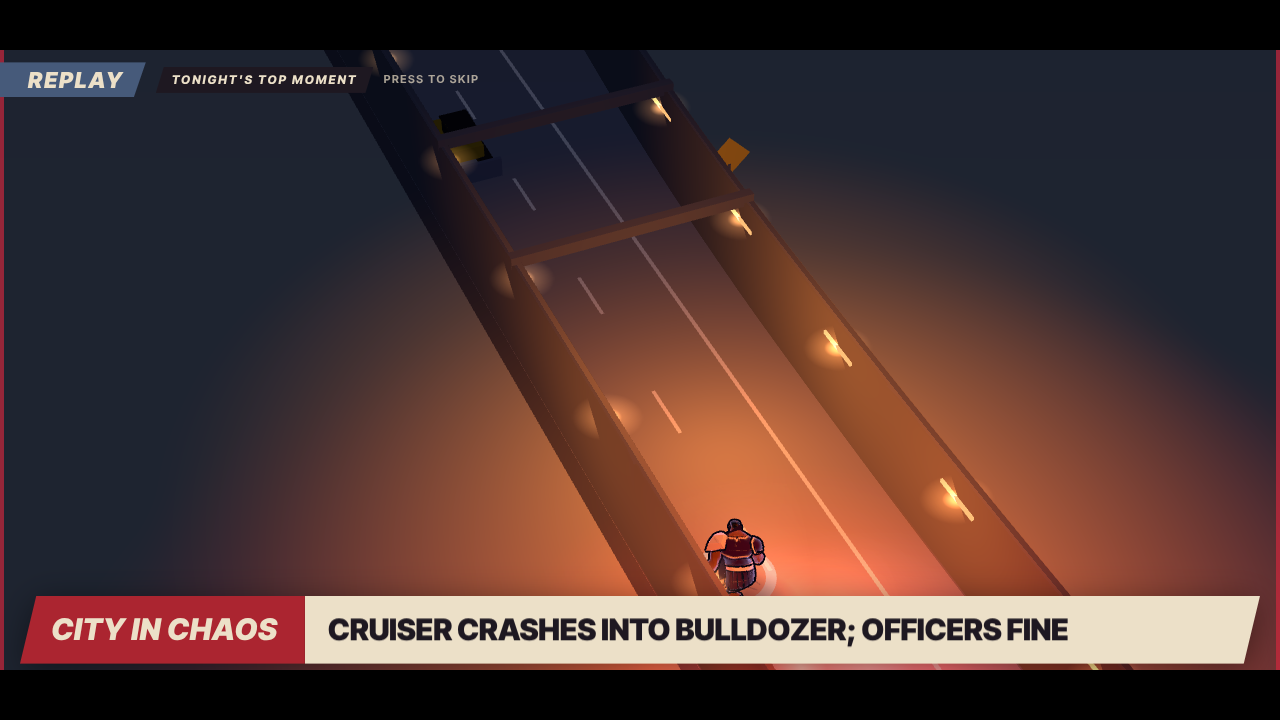 REPLAY
TONIGHT'S TOP MOMENT
PRESS TO SKIP
CITY IN CHAOS
CRUISER CRASHES INTO BULLDOZER; OFFICERS FINE